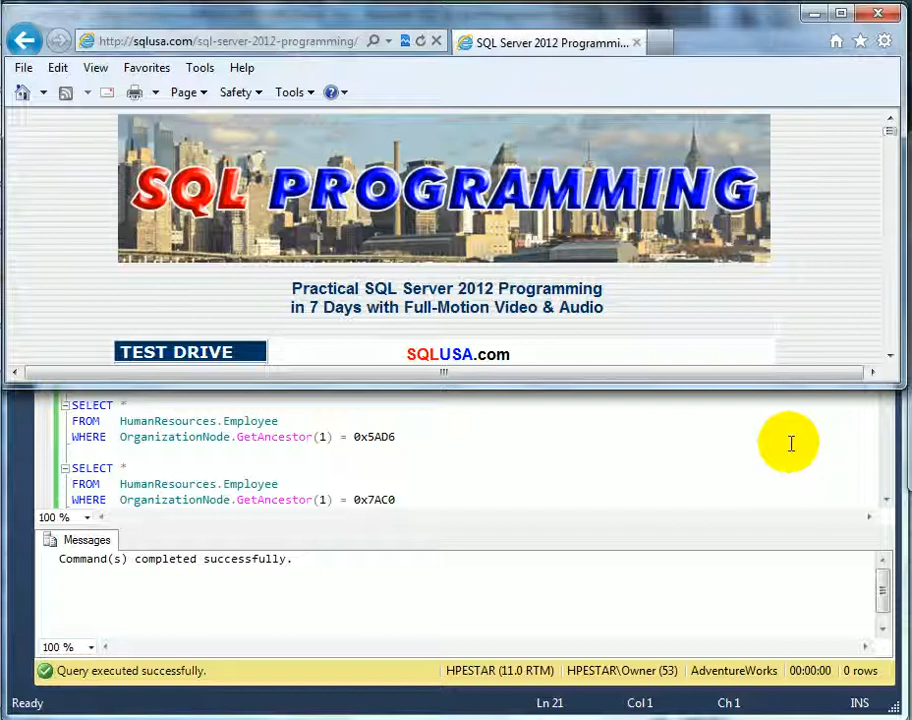 http://sqlusa.com/sql-server-2012-programming/
SQL Server 2012 Programmi...
File Edit View Favorites Tools Help
Page Safety Tools
SQL PROGRAMMING
Practical SQL Server 2012 Programming
in 7 Days with Full-Motion Video & Audio
TEST DRIVE
SQLUSA.com
SELECT *
FROM HumanResources.Employee
WHERE OrganizationNode.GetAncestor(1) = 0x5AD6
SELECT *
FROM HumanResources.Employee
WHERE OrganizationNode.GetAncestor(1) = 0x7AC0
100 %
Messages
Command(s) completed successfully.
100 %
Query executed successfully. HPESTAR (11.0 RTM) HPESTAR\Owner (53) AdventureWorks 00:00:00 0 rows
Ready Ln 21 Col 1 Ch 1 INS